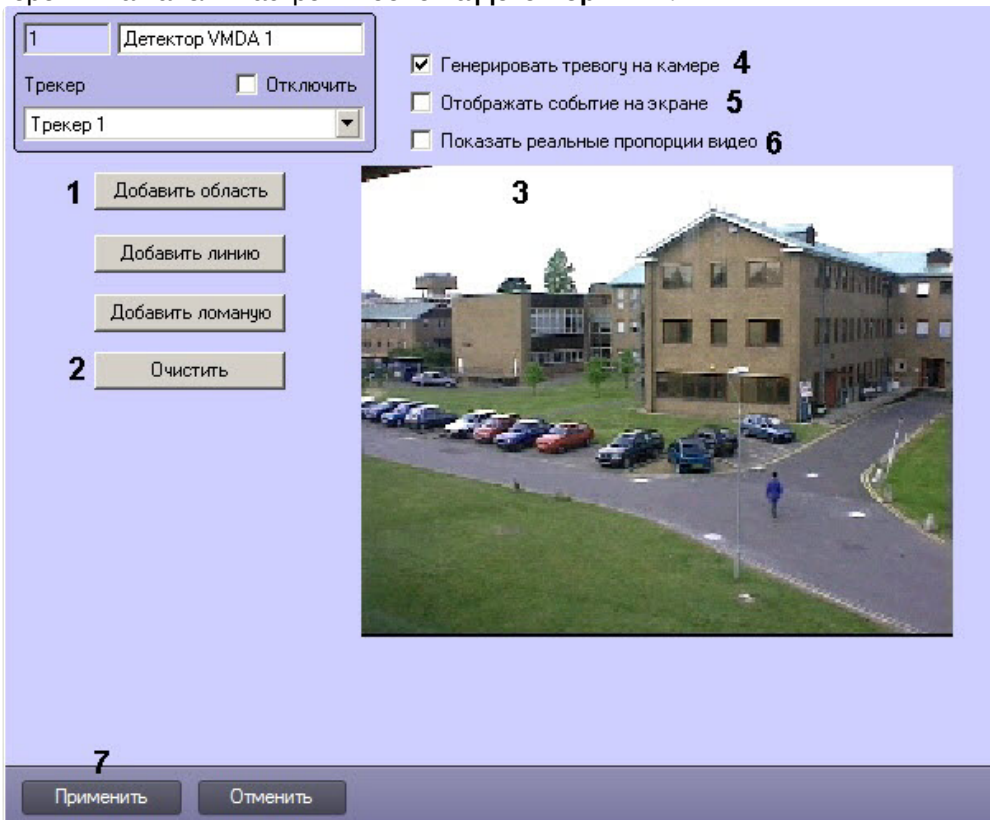 1 Детектор VMDA 1
Трекер Отключить
Трекер 1
Генерировать тревогу на камере 4
Отображать событие на экране 5
Показать реальные пропорции видео 6
1 Добавить область
3
Добавить линию
Добавить ломаную
2 Очистить
7
Применить Отменить